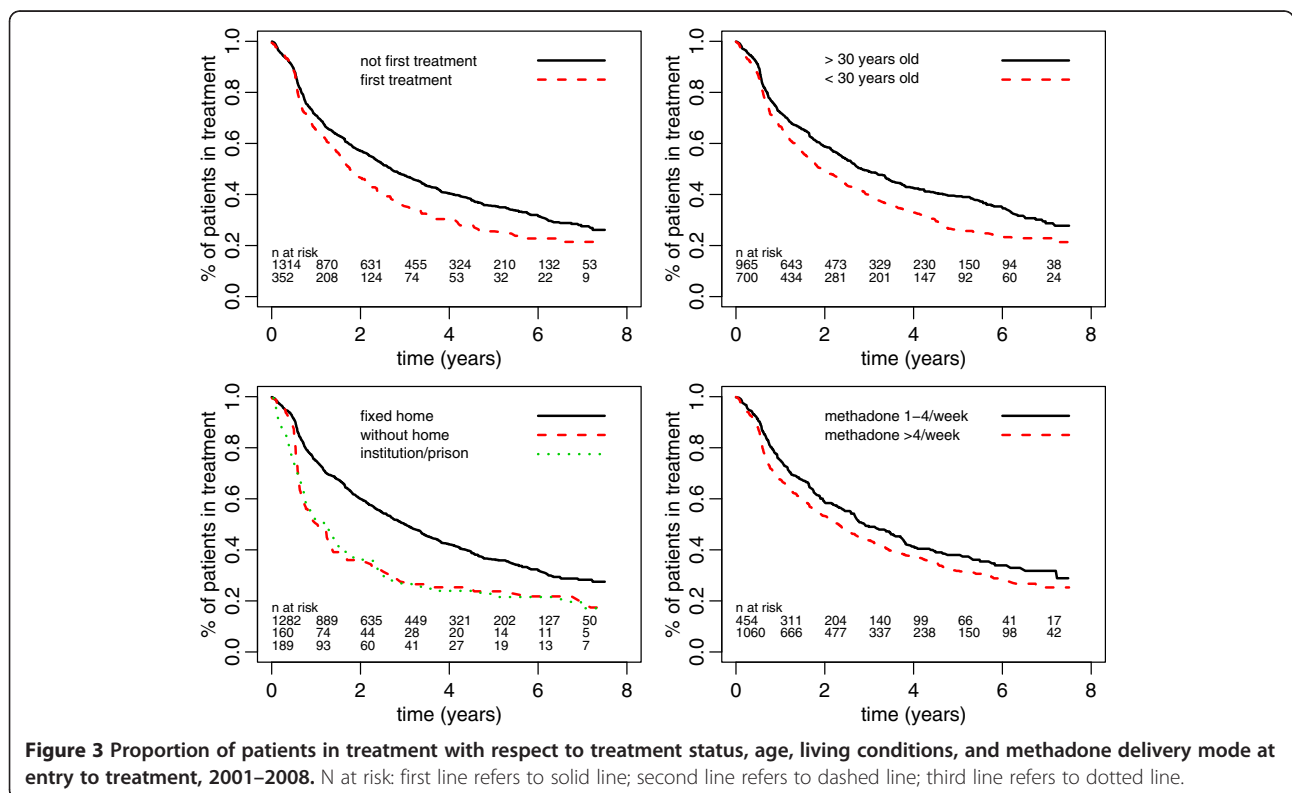 % of patients in treatment
0.0 0.2 0.4 0.6 0.8 1.0
not first treatment
first treatment
n at risk
1314 870 631 455 324 210 132 53
352 208 124 74 53 32 22 9
0 2 4 6 8
time (years)
% of patients in treatment
0.0 0.2 0.4 0.6 0.8 1.0
> 30 years old
< 30 years old
n at risk
965 643 473 329 230 150 94 38
700 434 281 201 147 92 60 24
0 2 4 6 8
time (years)
% of patients in treatment
0.0 0.2 0.4 0.6 0.8 1.0
fixed home
without home
institution/prison
n at risk
1282 889 635 449 321 202 127 50
160 74 44 28 20 14 11 5
189 93 60 41 27 19 13 7
0 2 4 6 8
time (years)
% of patients in treatment
0.0 0.2 0.4 0.6 0.8 1.0
methadone 1−4/week
methadone >4/week
n at risk
454 311 204 140 99 66 41 17
1060 666 477 337 238 150 98 42
0 2 4 6 8
time (years)
Figure 3 Proportion of patients in treatment with respect to treatment status, age, living conditions, and methadone delivery mode at
entry to treatment, 2001–2008. N at risk: first line refers to solid line; second line refers to dashed line; third line refers to dotted line.